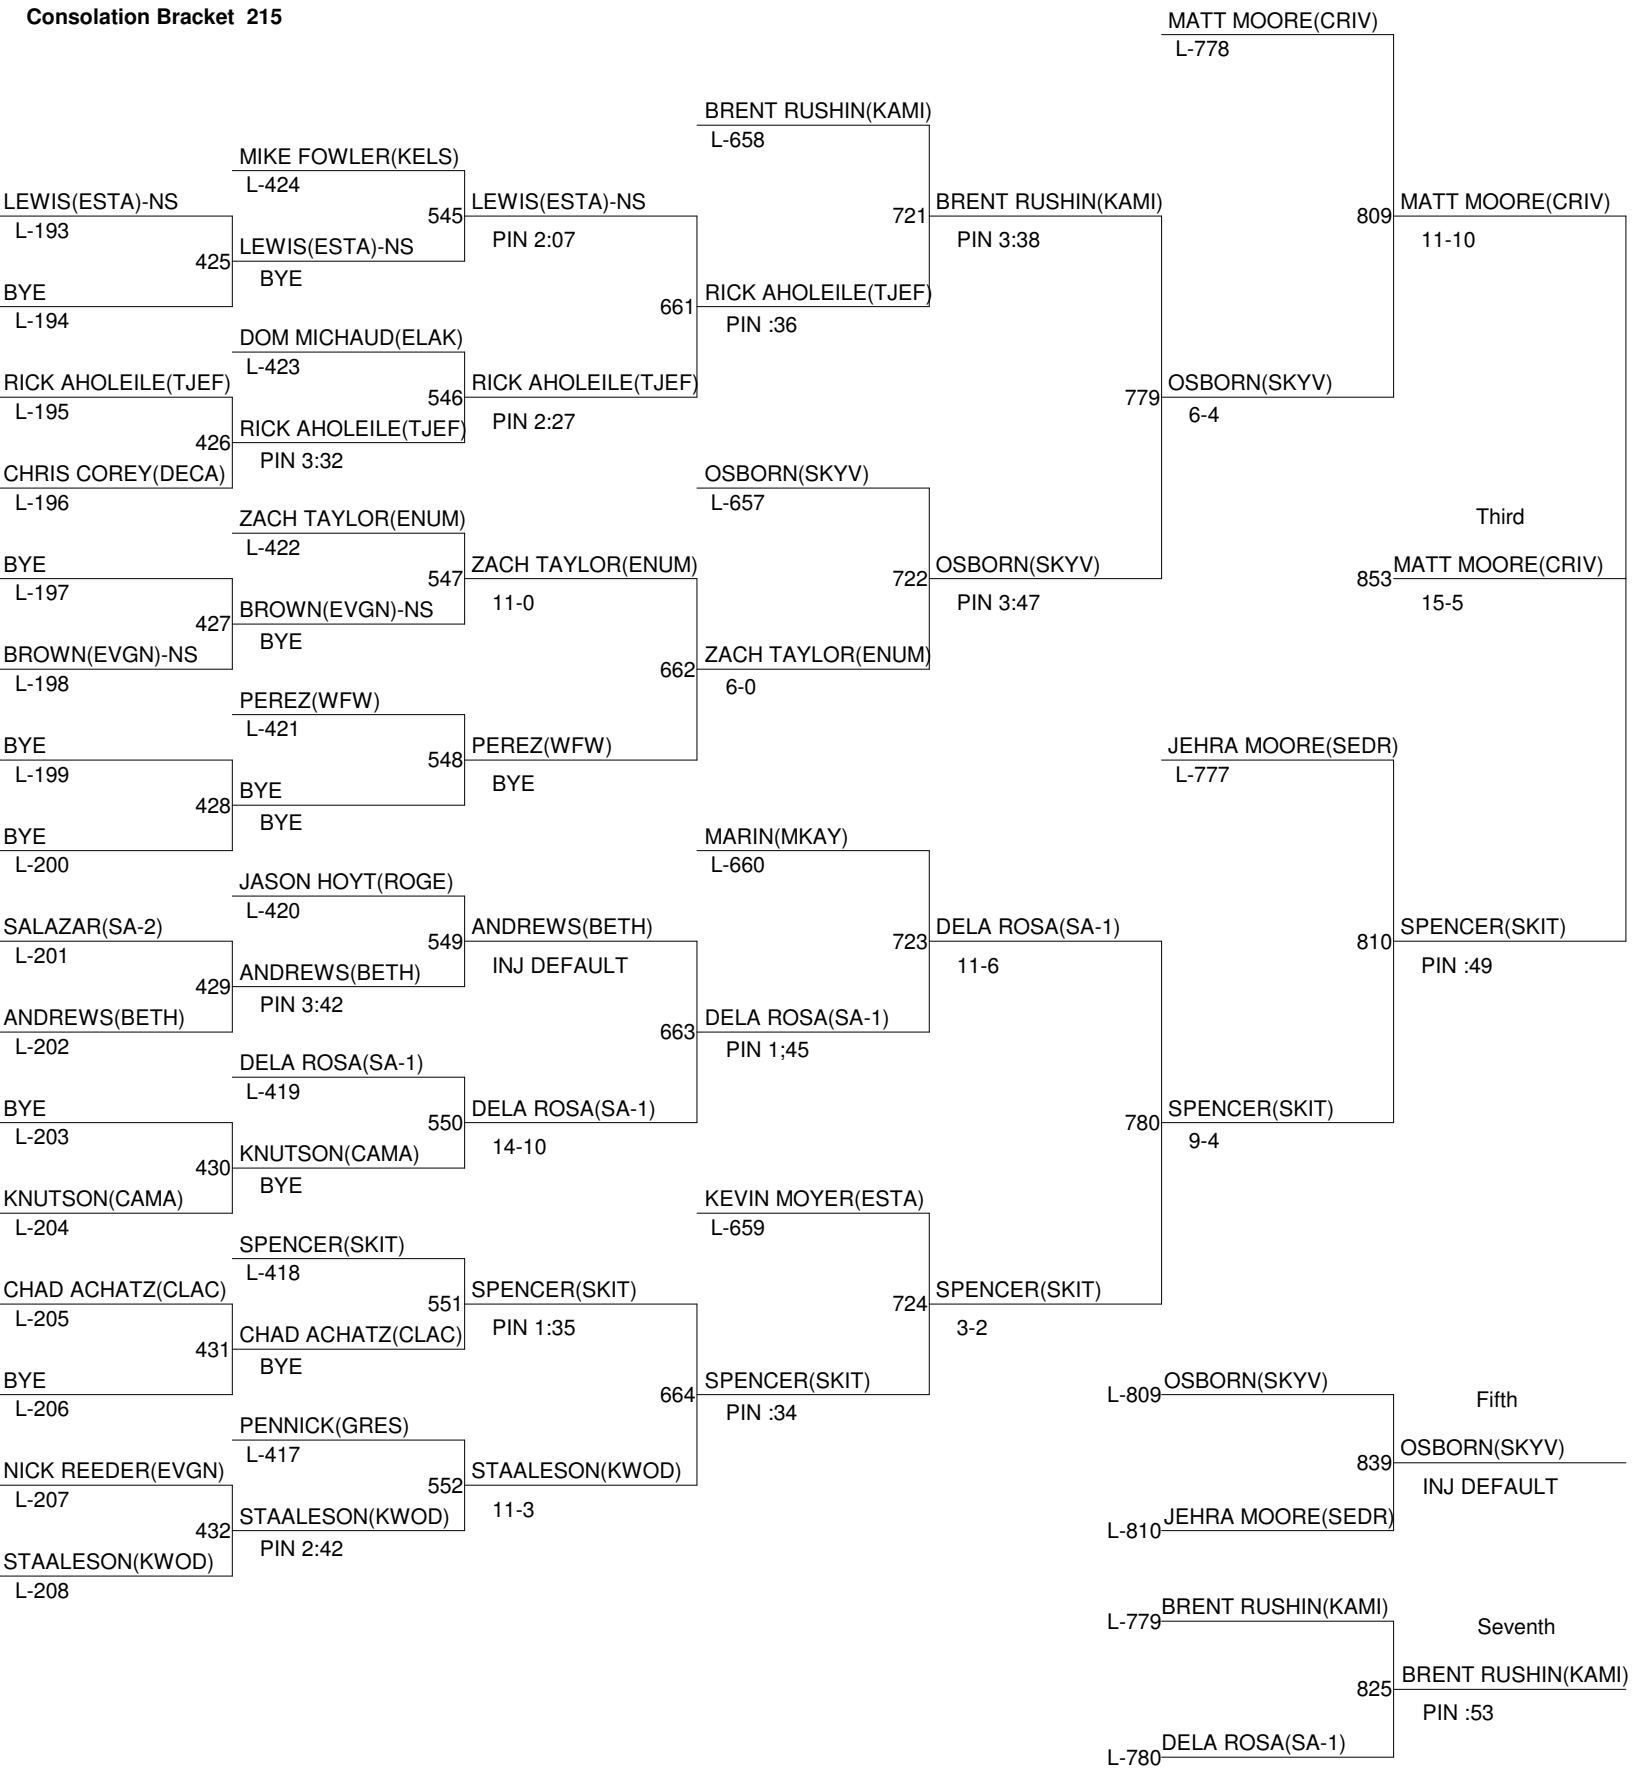 Consolation Bracket 215
MATT MOORE(CRIV)
L-778
BRENT RUSHIN(KAMI)
L-658
MIKE FOWLER(KELS)
L-424
LEWIS(ESTA)-NS
L-193
545
LEWIS(ESTA)-NS
PIN 2:07
721
BRENT RUSHIN(KAMI)
PIN 3:38
809
MATT MOORE(CRIV)
11-10
425
LEWIS(ESTA)-NS
BYE
BYE
L-194
661
RICK AHOLEILE(TJEF)
PIN :36
DOM MICHAUD(ELAK)
L-423
RICK AHOLEILE(TJEF)
L-195
546
RICK AHOLEILE(TJEF)
PIN 2:27
779
OSBORN(SKYV)
6-4
426
RICK AHOLEILE(TJEF)
PIN 3:32
CHRIS COREY(DECA)
L-196
OSBORN(SKYV)
L-657
ZACH TAYLOR(ENUM)
L-422
Third
BYE
L-197
547
ZACH TAYLOR(ENUM)
11-0
722
OSBORN(SKYV)
PIN 3:47
853
MATT MOORE(CRIV)
15-5
427
BROWN(EVGN)-NS
BYE
BROWN(EVGN)-NS
L-198
662
ZACH TAYLOR(ENUM)
6-0
PEREZ(WFW)
L-421
BYE
L-199
548
PEREZ(WFW)
BYE
JEHRA MOORE(SEDR)
L-777
428
BYE
BYE
BYE
L-200
MARIN(MKAY)
L-660
JASON HOYT(ROGE)
L-420
SALAZAR(SA-2)
L-201
549
ANDREWS(BETH)
INJ DEFAULT
723
DELA ROSA(SA-1)
11-6
810
SPENCER(SKIT)
PIN :49
429
ANDREWS(BETH)
PIN 3:42
ANDREWS(BETH)
L-202
663
DELA ROSA(SA-1)
PIN 1;45
DELA ROSA(SA-1)
L-419
BYE
L-203
550
DELA ROSA(SA-1)
14-10
780
SPENCER(SKIT)
9-4
430
KNUTSON(CAMA)
BYE
KNUTSON(CAMA)
L-204
KEVIN MOYER(ESTA)
L-659
SPENCER(SKIT)
L-418
CHAD ACHATZ(CLAC)
L-205
551
SPENCER(SKIT)
PIN 1:35
724
SPENCER(SKIT)
3-2
431
CHAD ACHATZ(CLAC)
BYE
BYE
L-206
664
SPENCER(SKIT)
PIN :34
L-809
OSBORN(SKYV)
Fifth
PENNICK(GRES)
L-417
839
OSBORN(SKYV)
INJ DEFAULT
NICK REEDER(EVGN)
L-207
552
STAALESON(KWOD)
11-3
432
STAALESON(KWOD)
PIN 2:42
L-810
JEHRA MOORE(SEDR)
STAALESON(KWOD)
L-208
L-779
BRENT RUSHIN(KAMI)
Seventh
825
BRENT RUSHIN(KAMI)
PIN :53
L-780
DELA ROSA(SA-1)